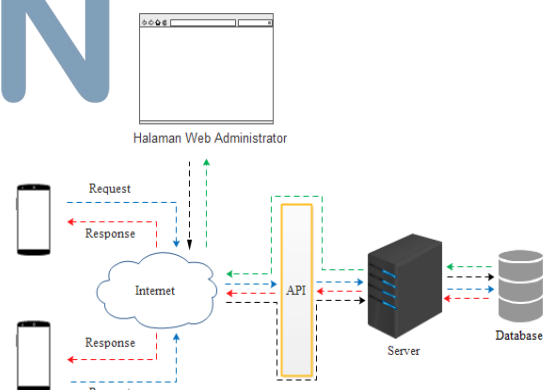 N
Halaman Web Administrator
Request
Response
Internet
API
Server
Database
Response